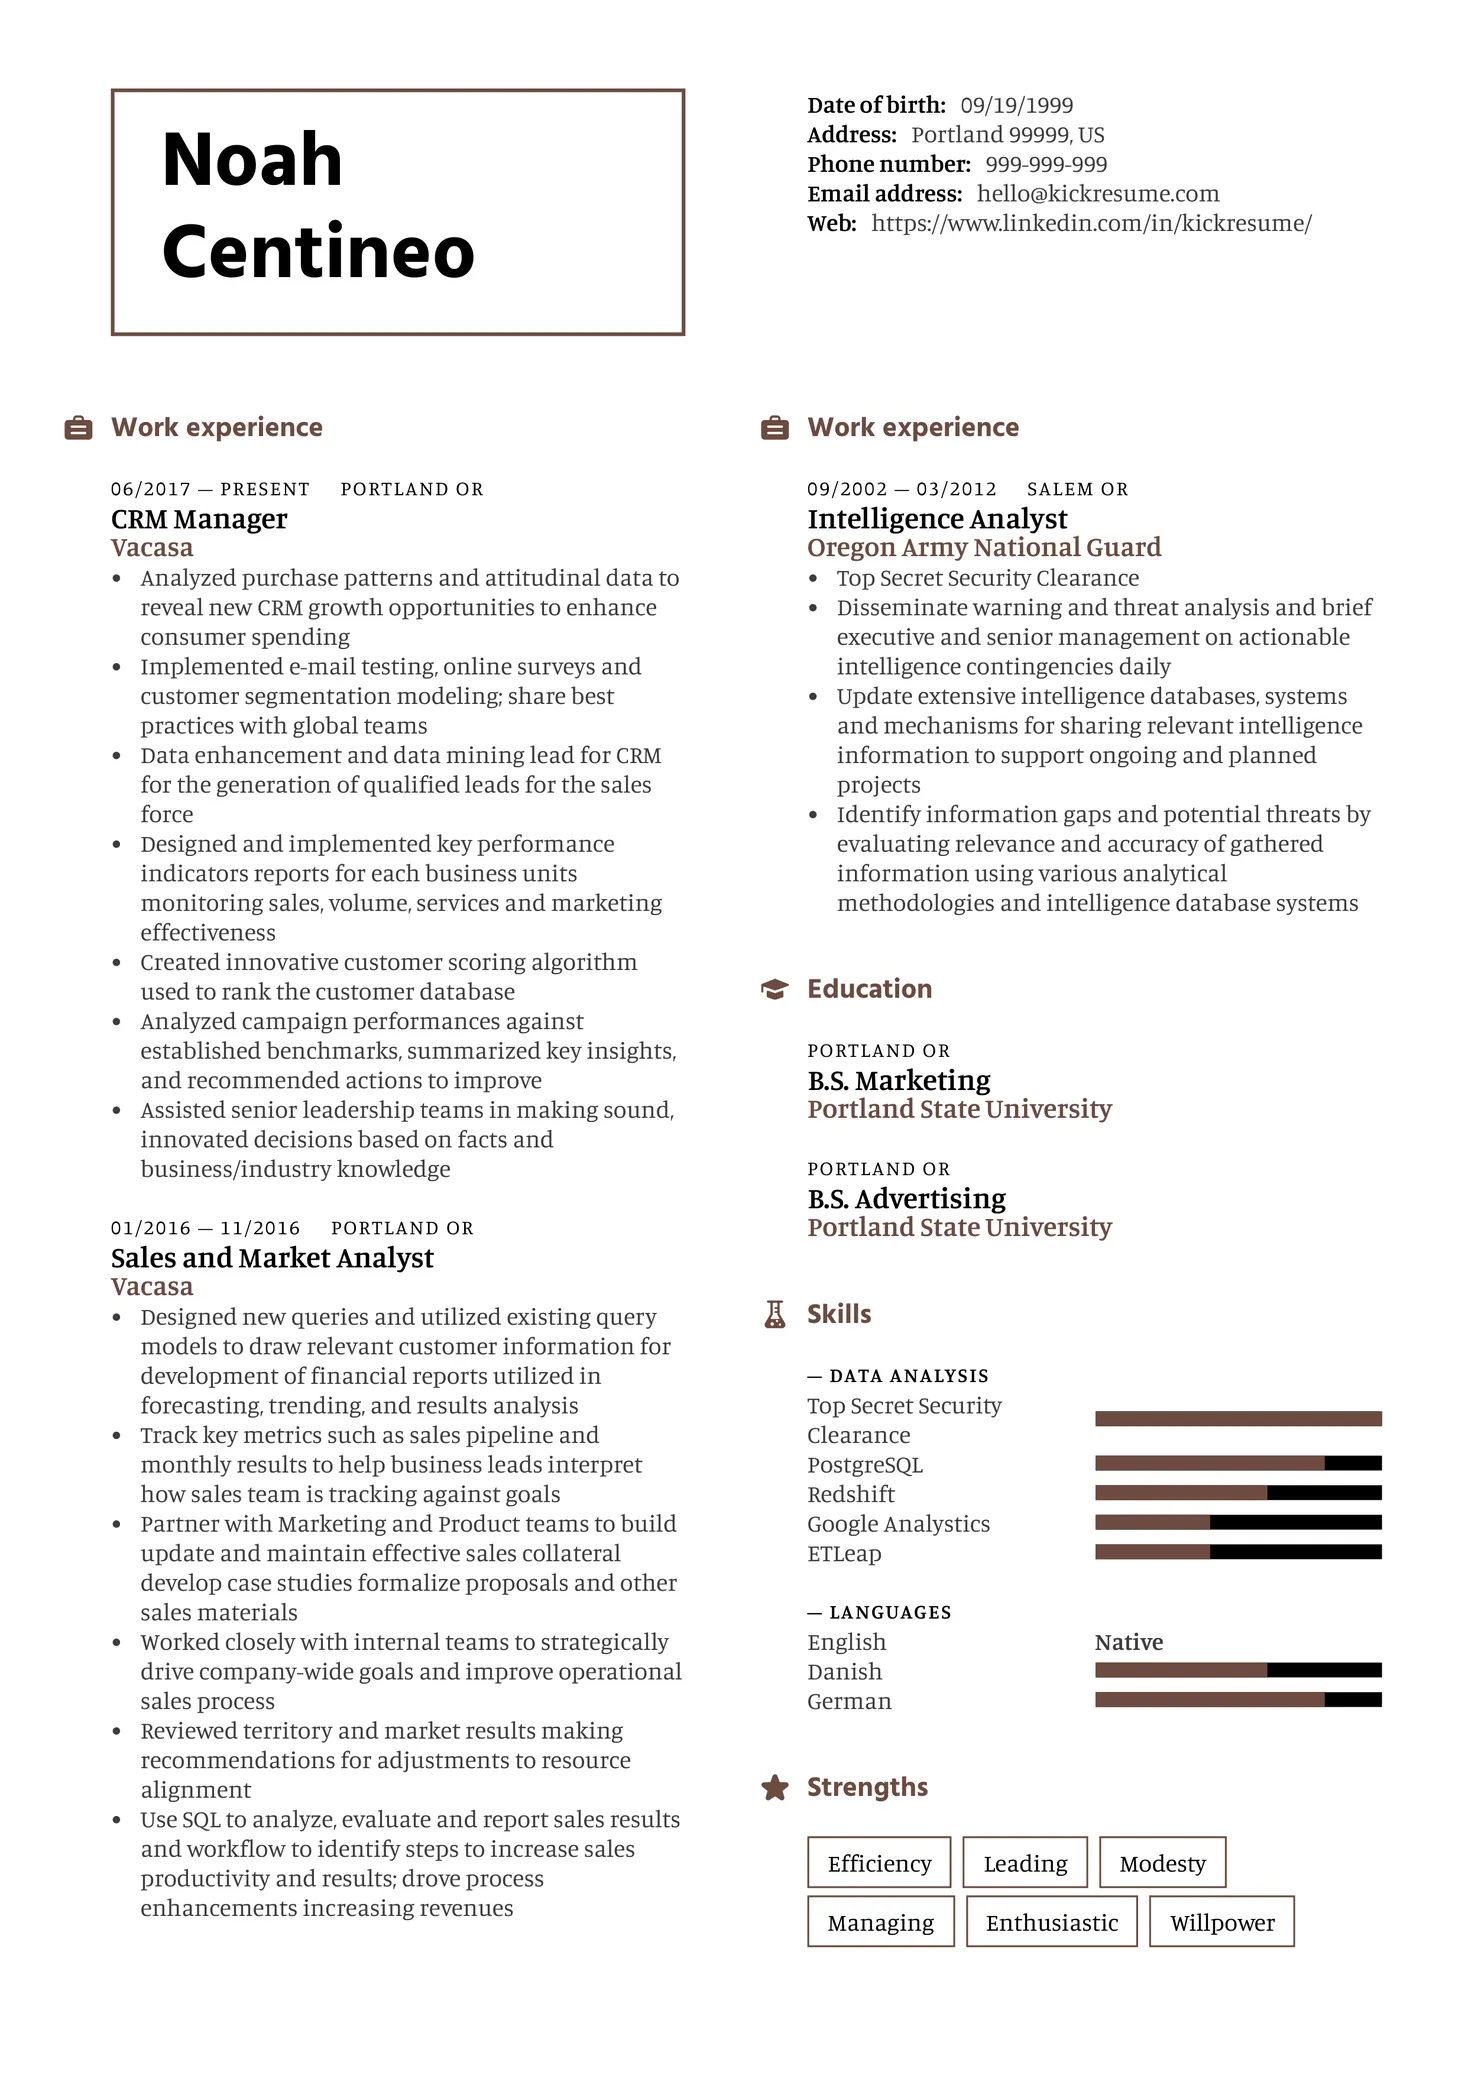 Noah
Centineo
Date of birth: 09/19/1999
Address: Portland 99999, US
Phone number: 999-999-999
Email address: hello@kickresume.com
Web: https://www.linkedin.com/in/kickresume/
Work experience
06/2017 — PRESENT PORTLAND OR
CRM Manager
Vacasa
• Analyzed purchase patterns and attitudinal data to
reveal new CRM growth opportunities to enhance
consumer spending
• Implemented e-mail testing, online surveys and
customer segmentation modeling; share best
practices with global teams
• Data enhancement and data mining lead for CRM
for the generation of qualified leads for the sales
force
• Designed and implemented key performance
indicators reports for each business units
monitoring sales, volume, services and marketing
effectiveness
• Created innovative customer scoring algorithm
used to rank the customer database
• Analyzed campaign performances against
established benchmarks, summarized key insights,
and recommended actions to improve
• Assisted senior leadership teams in making sound,
innovated decisions based on facts and
business/industry knowledge
01/2016 — 11/2016 PORTLAND OR
Sales and Market Analyst
Vacasa
• Designed new queries and utilized existing query
models to draw relevant customer information for
development of financial reports utilized in
forecasting, trending, and results analysis
• Track key metrics such as sales pipeline and
monthly results to help business leads interpret
how sales team is tracking against goals
• Partner with Marketing and Product teams to build
update and maintain effective sales collateral
develop case studies formalize proposals and other
sales materials
• Worked closely with internal teams to strategically
drive company-wide goals and improve operational
sales process
• Reviewed territory and market results making
recommendations for adjustments to resource
alignment
• Use SQL to analyze, evaluate and report sales results
and workflow to identify steps to increase sales
productivity and results; drove process
enhancements increasing revenues
Work experience
09/2002 — 03/2012 SALEM OR
Intelligence Analyst
Oregon Army National Guard
• Top Secret Security Clearance
• Disseminate warning and threat analysis and brief
executive and senior management on actionable
intelligence contingencies daily
• Update extensive intelligence databases, systems
and mechanisms for sharing relevant intelligence
information to support ongoing and planned
projects
• Identify information gaps and potential threats by
evaluating relevance and accuracy of gathered
information using various analytical
methodologies and intelligence database systems
Education
PORTLAND OR
B.S. Marketing
Portland State University
PORTLAND OR
B.S. Advertising
Portland State University
Skills
— DATA ANALYSIS
Top Secret Security
Clearance
PostgreSQL
Redshift
Google Analystics
ETLeap
— LANGUAGES
English Native
Danish
German
Strengths
Efficiency Leading Modesty
Managing Enthusiastic Willpower